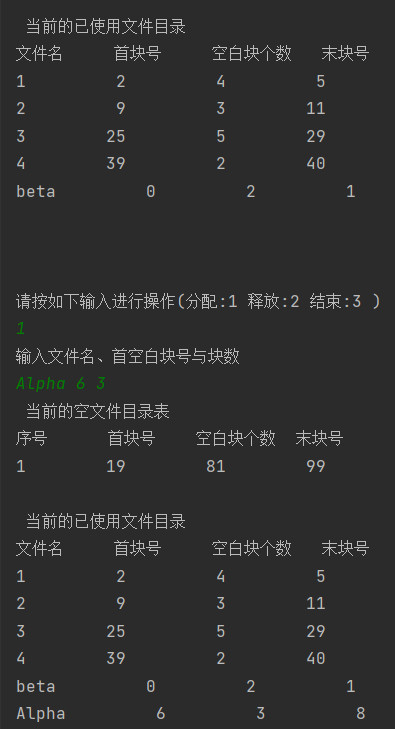 当前的已使用文件目录
文件名 首块号 空白块个数 末块号
1 2 4 5
2 9 3 11
3 25 5 29
4 39 2 40
beta 0 2 1
请按如下输入进行操作(分配:1 释放:2 结束:3 )
1
输入文件名、首空白块号与块数
Alpha 6 3
当前的空文件目录表
序号 首块号 空白块个数 末块号
1 19 81 99
当前的已使用文件目录
文件名 首块号 空白块个数 末块号
1 2 4 5
2 9 3 11
3 25 5 29
4 39 2 40
beta 0 2 1
Alpha 6 3 8